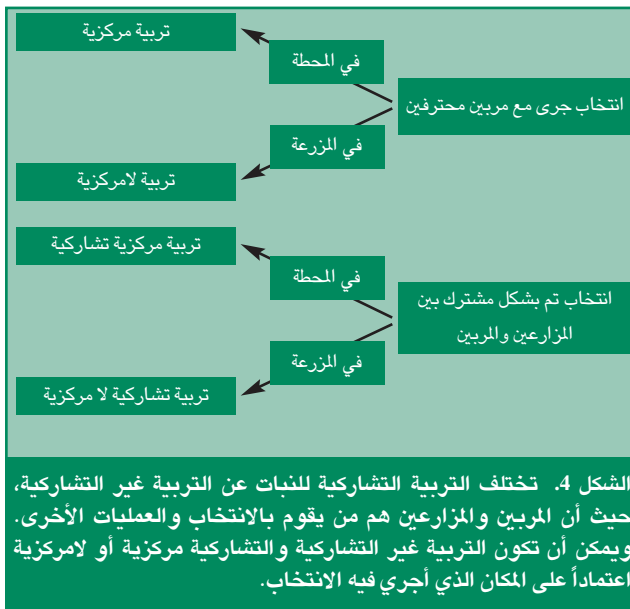 تربية مركزية
في المحطة
انتخاب جرى مع مربين محترفين
في المزرعة
تربية لامركزية
تربية مركزية تشاركية
في المحطة
انتخاب تم بشكل مشترك بين
المزارعين والمربين
في المزرعة
تربية تشاركية لا مركزية
الشكل 4. تختلف التربية التشاركية للنبات عن التربية غير التشاركية،
حيث أن المربين والمزارعين هم من يقوم بالانتخاب والعمليات الأخرى.
ويمكن أن تكون التربية غير التشاركية والتشاركية مركزية أو لامركزية
اعتماداً على المكان الذي أجري فيه الانتخاب.